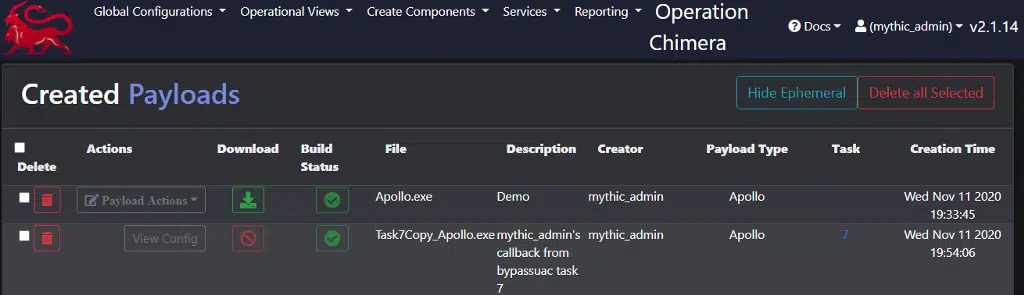 Global Configurations Operational Views Create Components Services Reporting Operation Chimera Docs (mythic_admin) v2.1.14
Created Payloads Hide Ephemeral Delete all Selected
Delete Actions Download Build Status File Description Creator Payload Type Task Creation Time
Payload Actions Apollo.exe Demo mythic_admin Apollo Wed Nov 11 2020 19:33:45
View Config Task7Copy_Apollo.exe mythic_admin's callback from bypassuac task 7 mythic_admin Apollo 7 Wed Nov 11 2020 19:54:06